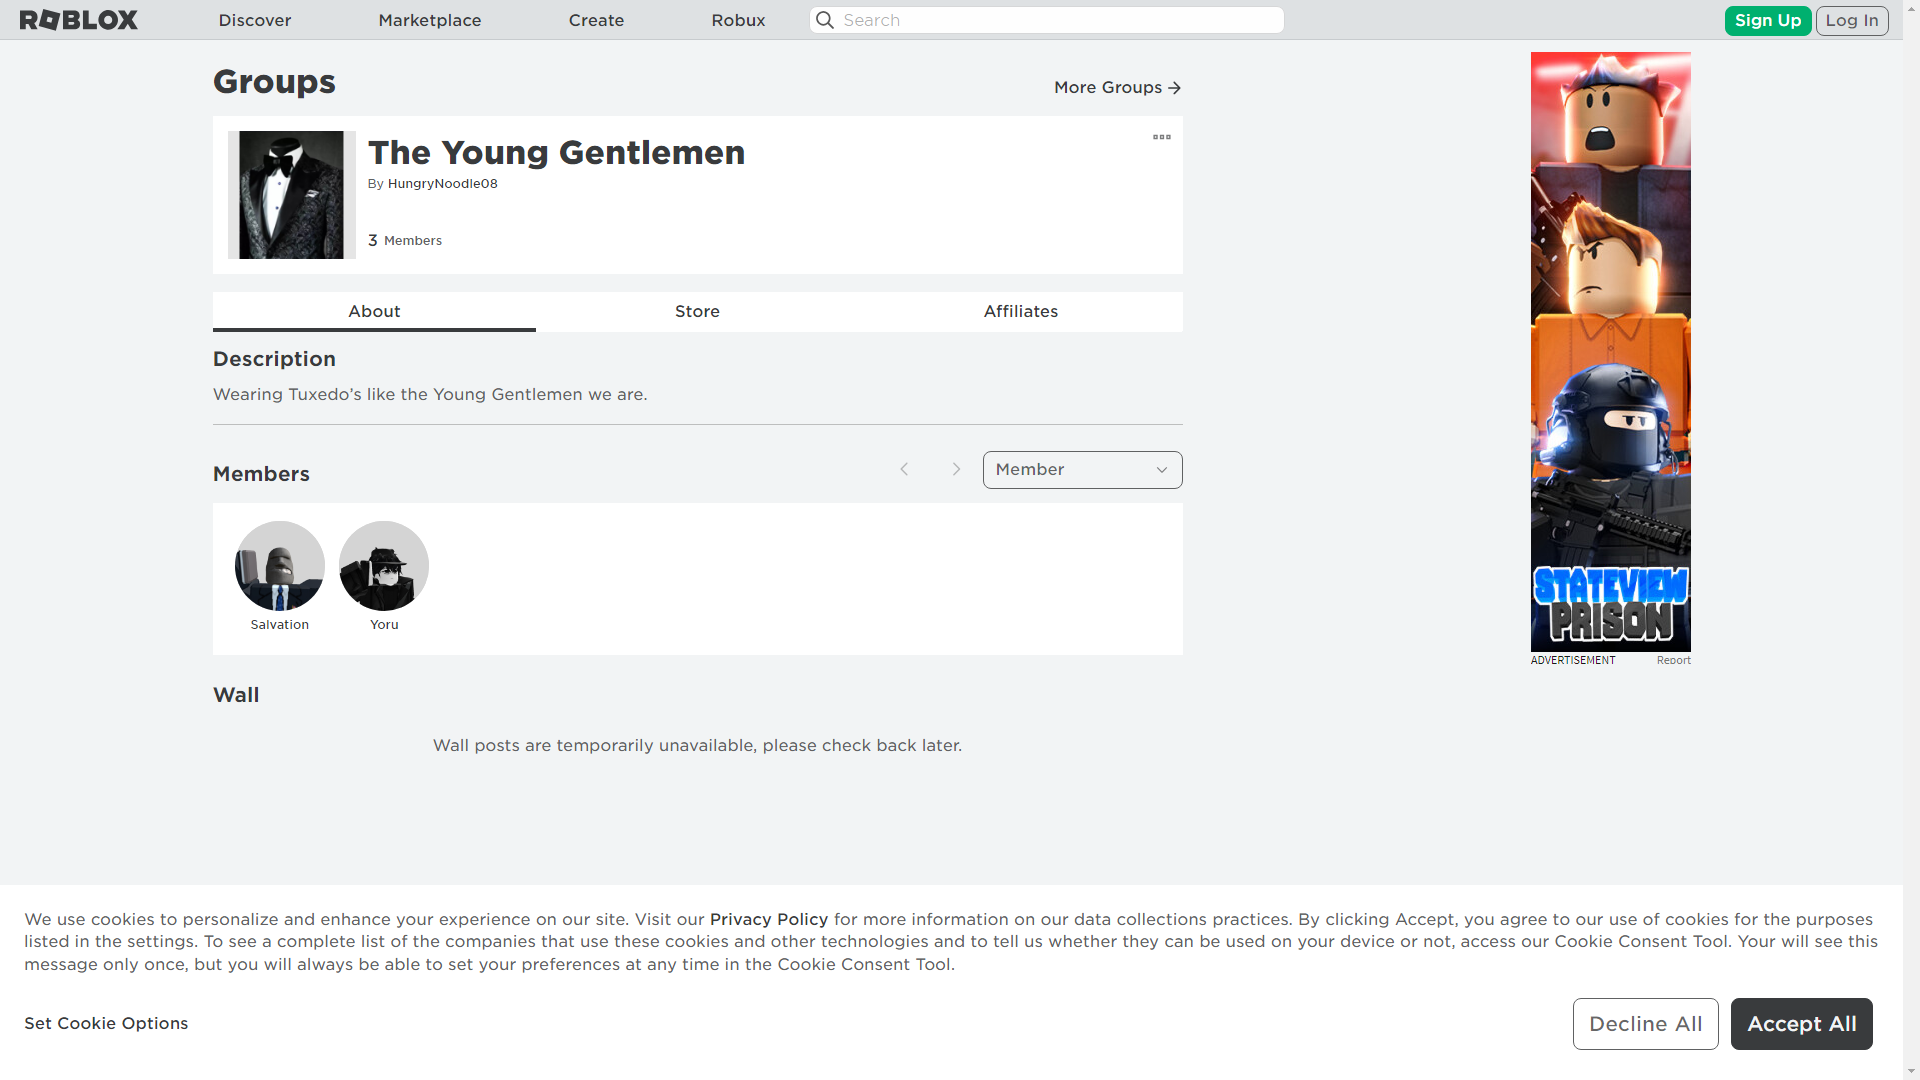 ROBLOX
Discover
Marketplace
Create
Robux
Search
Sign Up
Log In
Groups
More Groups
The Young Gentlemen
By HungryNoodle08
3 Members
About
Store
Affiliates
Description
Wearing Tuxedo’s like the Young Gentlemen we are.
Members
Member
Salvation
Yoru
Wall
Wall posts are temporarily unavailable, please check back later.
STATEVIEW
PRISON
ADVERTISEMENT
Report
We use cookies to personalize and enhance your experience on our site. Visit our Privacy Policy for more information on our data collections practices. By clicking Accept, you agree to our use of cookies for the purposes
listed in the settings. To see a complete list of the companies that use these cookies and other technologies and to tell us whether they can be used on your device or not, access our Cookie Consent Tool. Your will see this
message only once, but you will always be able to set your preferences at any time in the Cookie Consent Tool.
Set Cookie Options
Decline All
Accept All